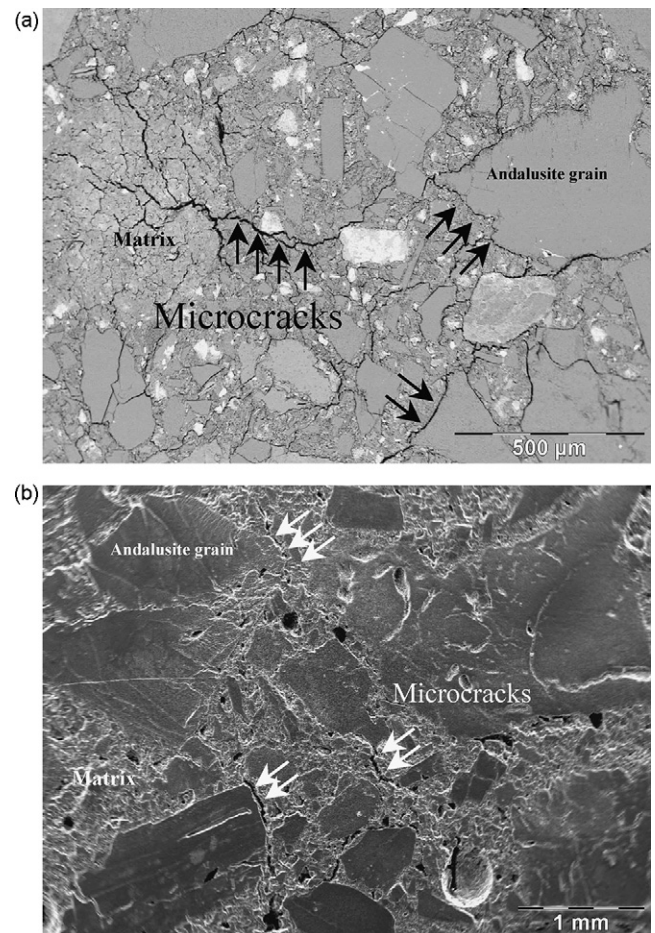 (a)
Andalusite grain
Matrix
Microcracks
500 µm
(b)
Andalusite grain
Microcracks
Matrix
1 mm